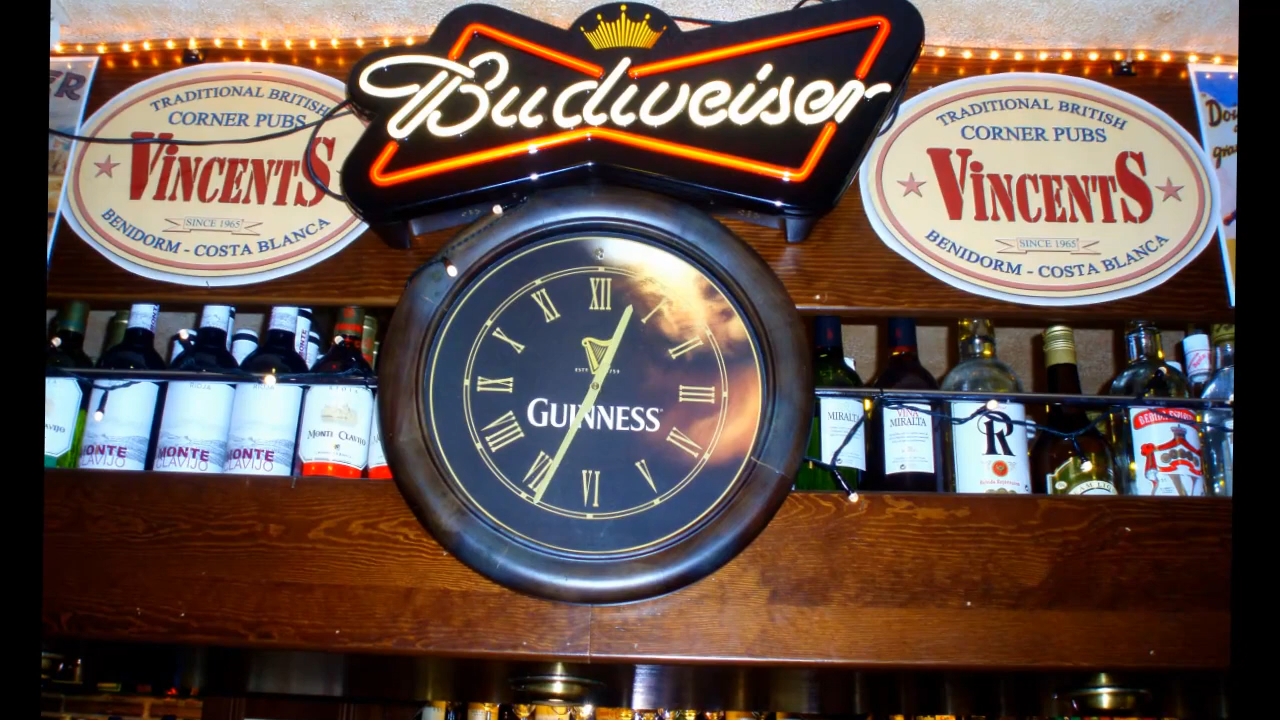 Budweiser
TRADITIONAL BRITISH
CORNER PUBS
VINCENTS
SINCE 1965
BENIDORM - COSTA BLANCA
TRADITIONAL BRITISH
CORNER PUBS
VINCENTS
SINCE 1965
BENIDORM - COSTA BLANCA
XII
I
II
III
IIII
V
VI
VII
VIII
IX
X
XI
GUINNESS
MONTE
CLAVIJO
MONTE
CLAVIJO
MONTE
CLAVIJO
MONTE CLAVIJO
MIRALTA
VIÑA
MIRALTA
R